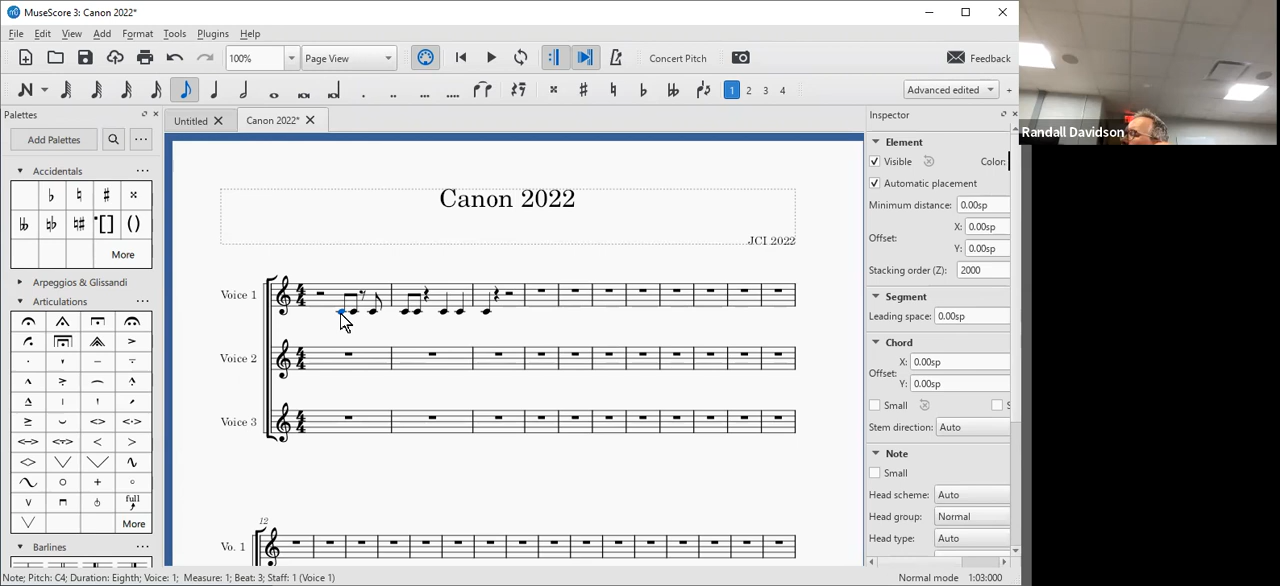 MuseScore 3: Canon 2022*
File Edit View Add Format Tools Plugins Help
100% Page View Concert Pitch Feedback
1 2 3 4 Advanced edited +
Palettes
Add Palettes
Accidentals
More
Arpeggios & Glissandi
Articulations
full
More
Barlines
Untitled
Canon 2022*
Canon 2022
JCI 2022
Voice 1
Voice 2
Voice 3
12
Vo. 1
Inspector
Element
Visible Color:
Automatic placement
Minimum distance: 0.00sp
X: 0.00sp
Offset:
Y: 0.00sp
Stacking order (Z): 2000
Segment
Leading space: 0.00sp
Chord
X: 0.00sp
Offset:
Y: 0.00sp
Small S
Stem direction: Auto
Note
Small
Head scheme: Auto
Head group: Normal
Head type: Auto
Randall Davidson
Note; Pitch: C4; Duration: Eighth; Voice: 1; Measure: 1; Beat: 3; Staff: 1 (Voice 1)
Normal mode 1:03:000